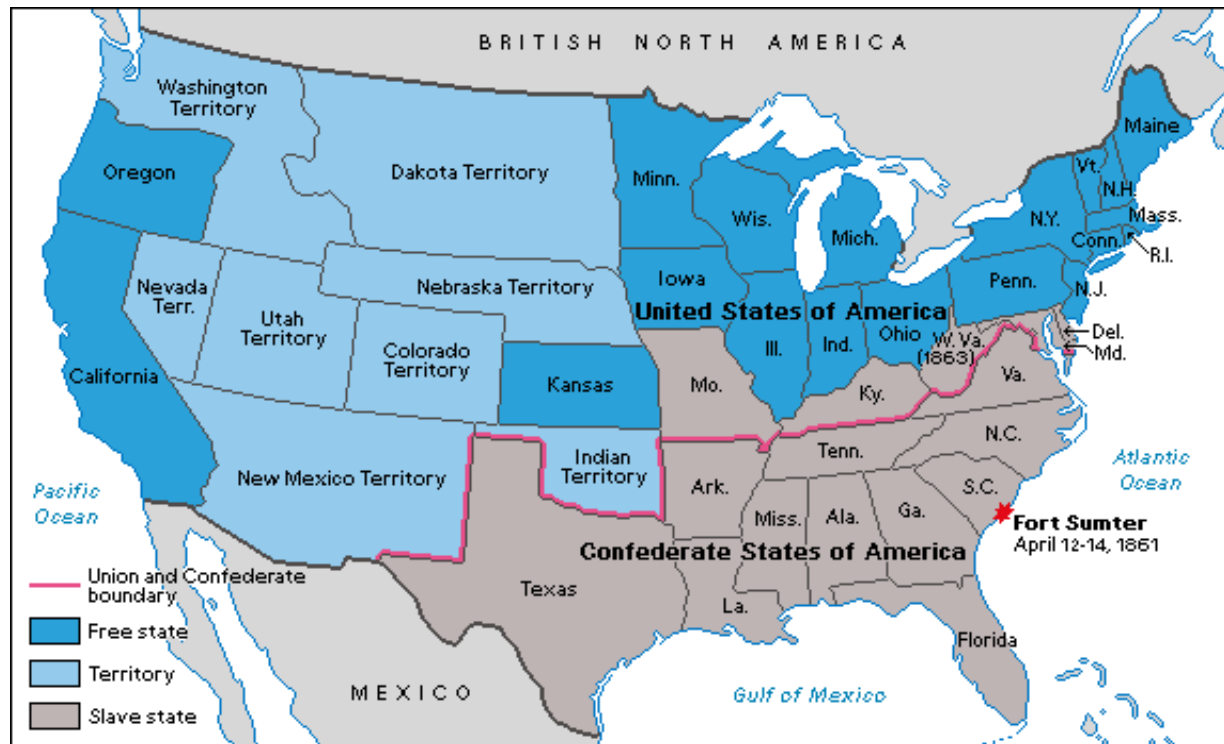 BRITISH NORTH AMERICA
Washington
Territory
Oregon
Dakota Territory
Minn.
Wis.
Mich.
Maine
Vt.
N.H.
N.Y.
Mass.
Conn.
R.I.
Nevada
Terr.
Utah
Territory
Nebraska Territory
Iowa
Penn.
N.J.
United States of America
Colorado
Territory
California
Kansas
Ill.
Ind.
Ohio
W. Va.
(1863)
Del.
Md.
Mo.
Ky.
Va.
New Mexico Territory
Indian
Territory
Tenn.
N.C.
Ark.
S.C.
Pacific
Ocean
Atlantic
Ocean
Miss.
Ala.
Ga.
Fort Sumter
April 12-14, 1861
Confederate States of America
Texas
La.
Florida
MEXICO
Gulf of Mexico
Union and Confederate
boundary
Free state
Territory
Slave state